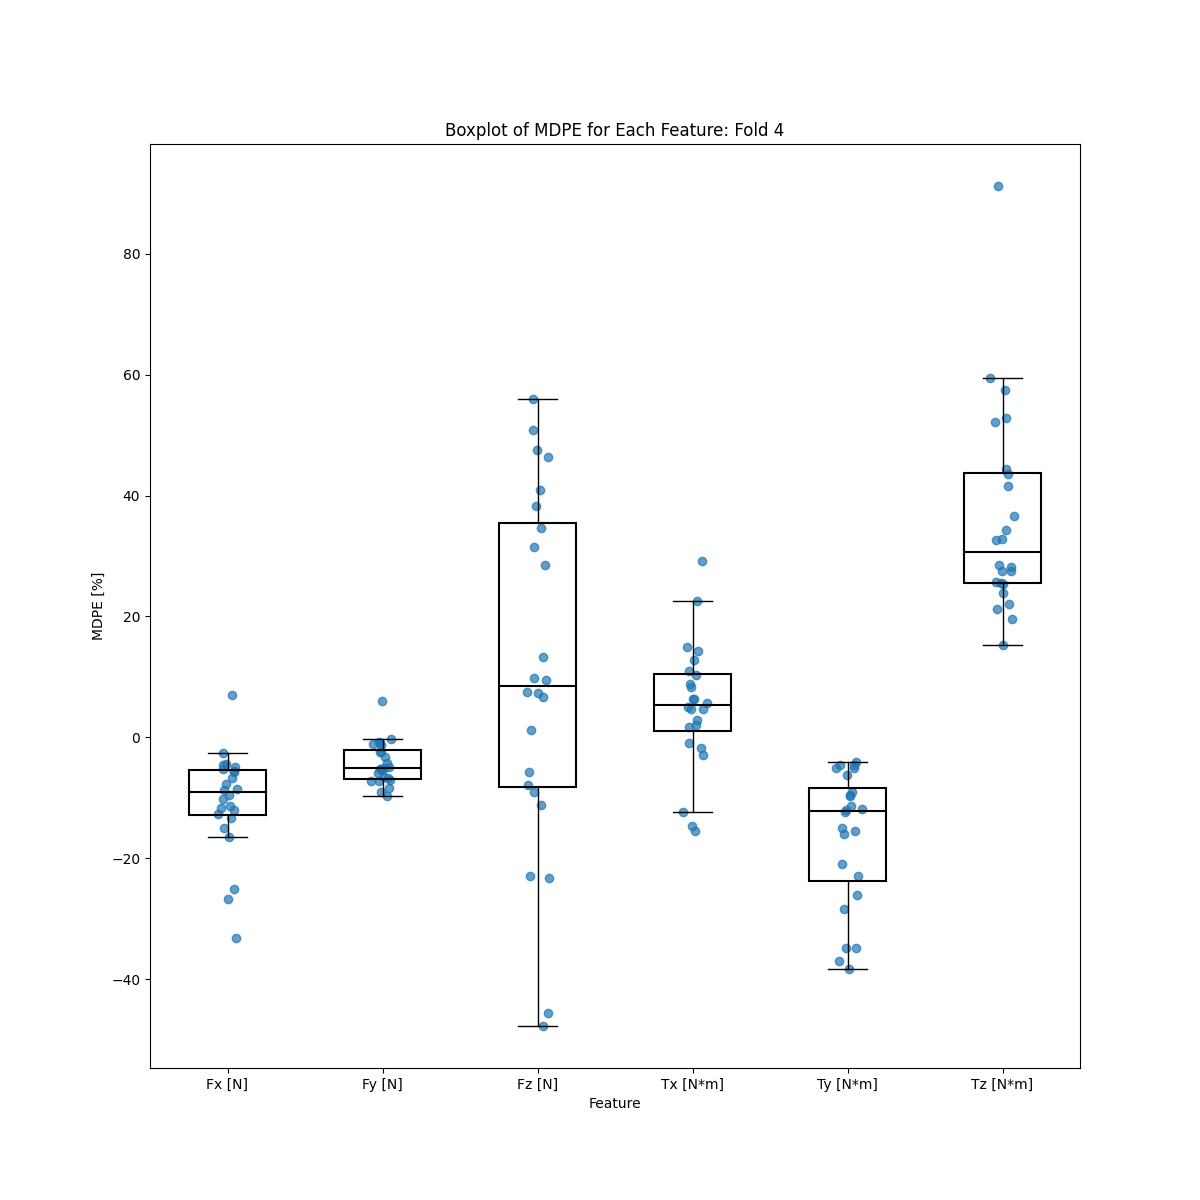 Boxplot of MDPE for Each Feature: Fold 4
80
60
40
20
0
−20
−40
MDPE [%]
Fx [N]
Fy [N]
Fz [N]
Tx [N*m]
Ty [N*m]
Tz [N*m]
Feature